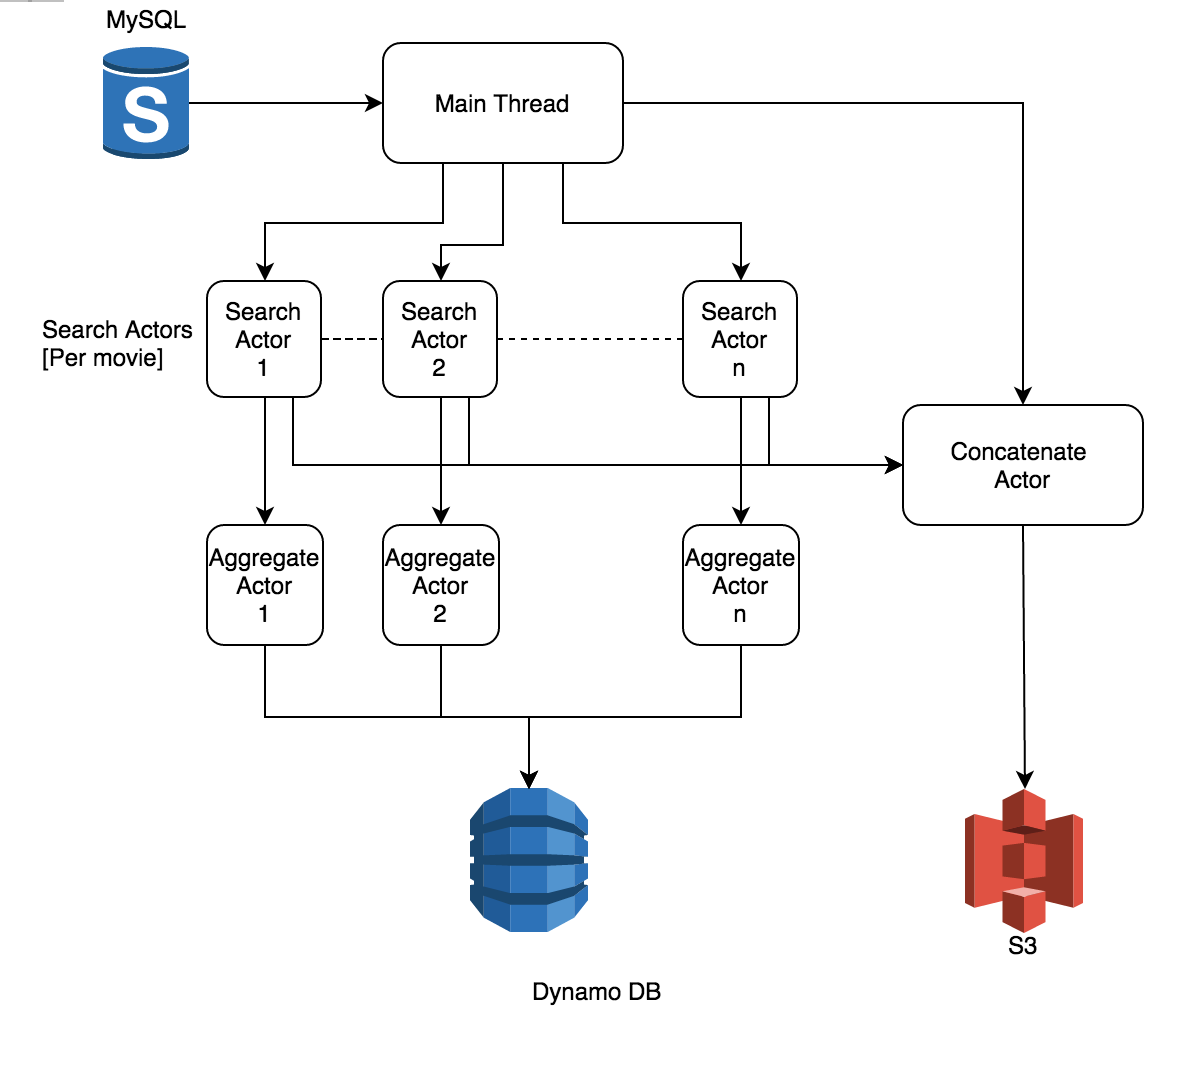 MySQL
S
Main Thread
Search Actors
[Per movie]
Search
Actor
1
Search
Actor
2
Search
Actor
n
Concatenate
Actor
Aggregate
Actor
1
Aggregate
Actor
2
Aggregate
Actor
n
S3
Dynamo DB